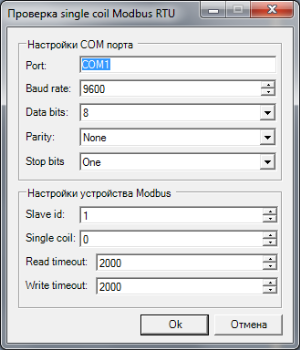 Проверка single coil Modbus RTU
Настройки COM порта
Port: COM1
Baud rate: 9600
Data bits: 8
Parity: None
Stop bits One
Настройки устройства Modbus
Slave id: 1
Single coil: 0
Read timeout: 2000
Write timeout: 2000
Ok Отмена